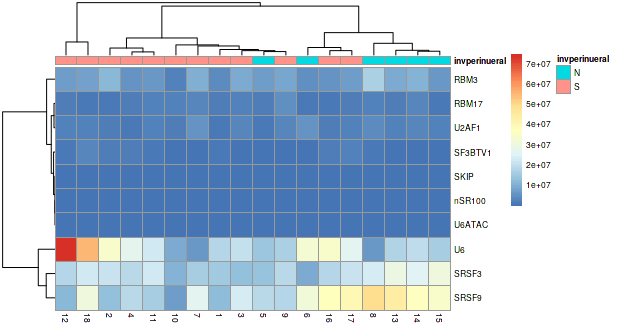 invperinueral
7e+07
6e+07
5e+07
4e+07
3e+07
2e+07
1e+07
invperinueral
N
S
RBM3
RBM17
U2AF1
SF3BTV1
SKIP
nSR100
U6ATAC
U6
SRSF3
SRSF9
12 18 2 4 11 10 7 1 3 5 9 6 16 17 8 13 14 15